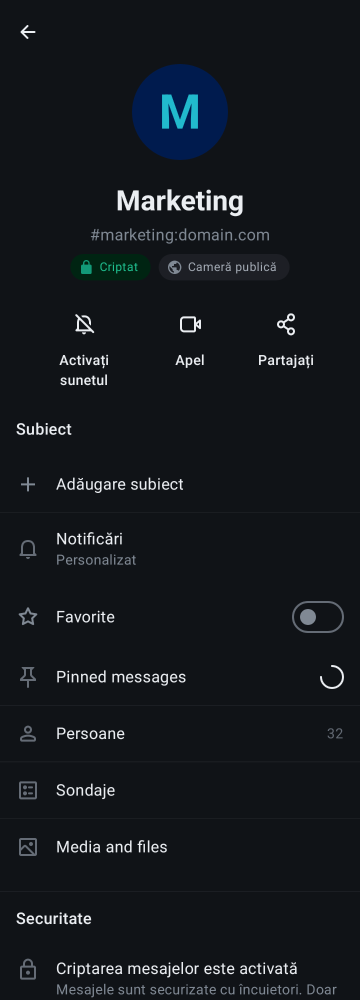 M
Marketing
#marketing:domain.com
Criptat
Cameră publică
Activați
sunetul
Apel
Partajați
Subiect
Adăugare subiect
Notificări
Personalizat
Favorite
Pinned messages
Persoane
32
Sondaje
Media and files
Securitate
Criptarea mesajelor este activată
Mesajele sunt securizate cu încuietori. Doar